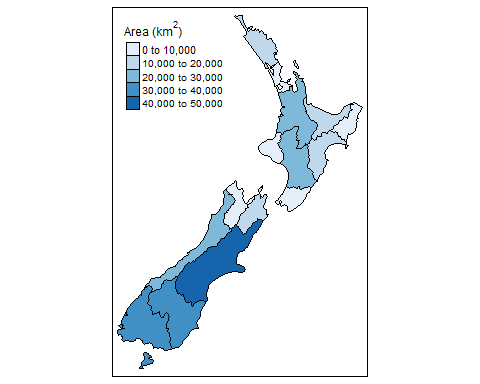 Area (km²)
0 to 10,000
10,000 to 20,000
20,000 to 30,000
30,000 to 40,000
40,000 to 50,000